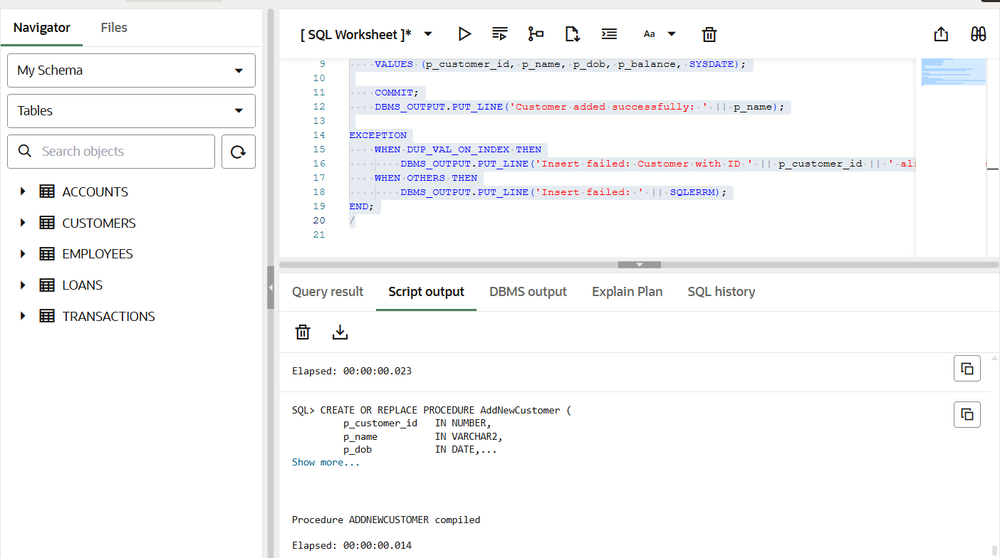 Navigator
Files
My Schema
Tables
Search objects
ACCOUNTS
CUSTOMERS
EMPLOYEES
LOANS
TRANSACTIONS
[ SQL Worksheet ]*
Aa
9 VALUES (p_customer_id, p_name, p_dob, p_balance, SYSDATE);
10
11 COMMIT;
12 DBMS_OUTPUT.PUT_LINE('Customer added successfully: ' || p_name);
13
14 EXCEPTION
15 WHEN DUP_VAL_ON_INDEX THEN
16 DBMS_OUTPUT.PUT_LINE('Insert failed: Customer with ID ' || p_customer_id || '
17 WHEN OTHERS THEN
18 DBMS_OUTPUT.PUT_LINE('Insert failed: ' || SQLERRM);
19 END;
20 /
21
Query result
Script output
DBMS output
Explain Plan
SQL history
Elapsed: 00:00:00.023
SQL> CREATE OR REPLACE PROCEDURE AddNewCustomer (
p_customer_id IN NUMBER,
p_name IN VARCHAR2,
p_dob IN DATE,...
Show more...
Procedure ADDNEWCUSTOMER compiled
Elapsed: 00:00:00.014